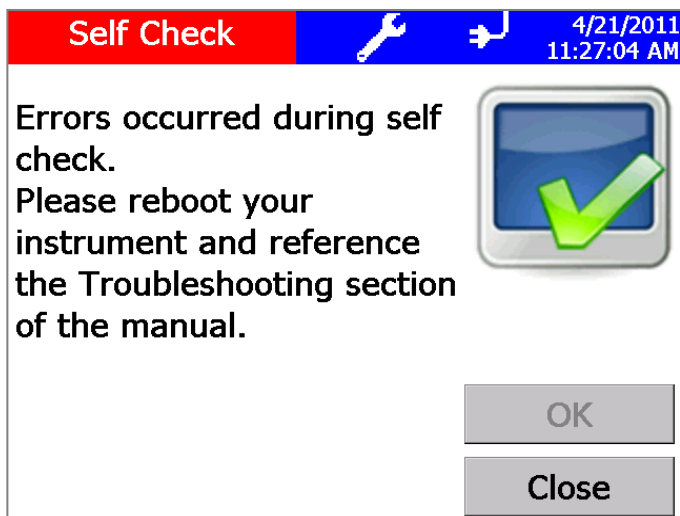 Self Check
4/21/2011
11:27:04 AM
Errors occurred during self
check.
Please reboot your
instrument and reference
the Troubleshooting section
of the manual.
OK
Close